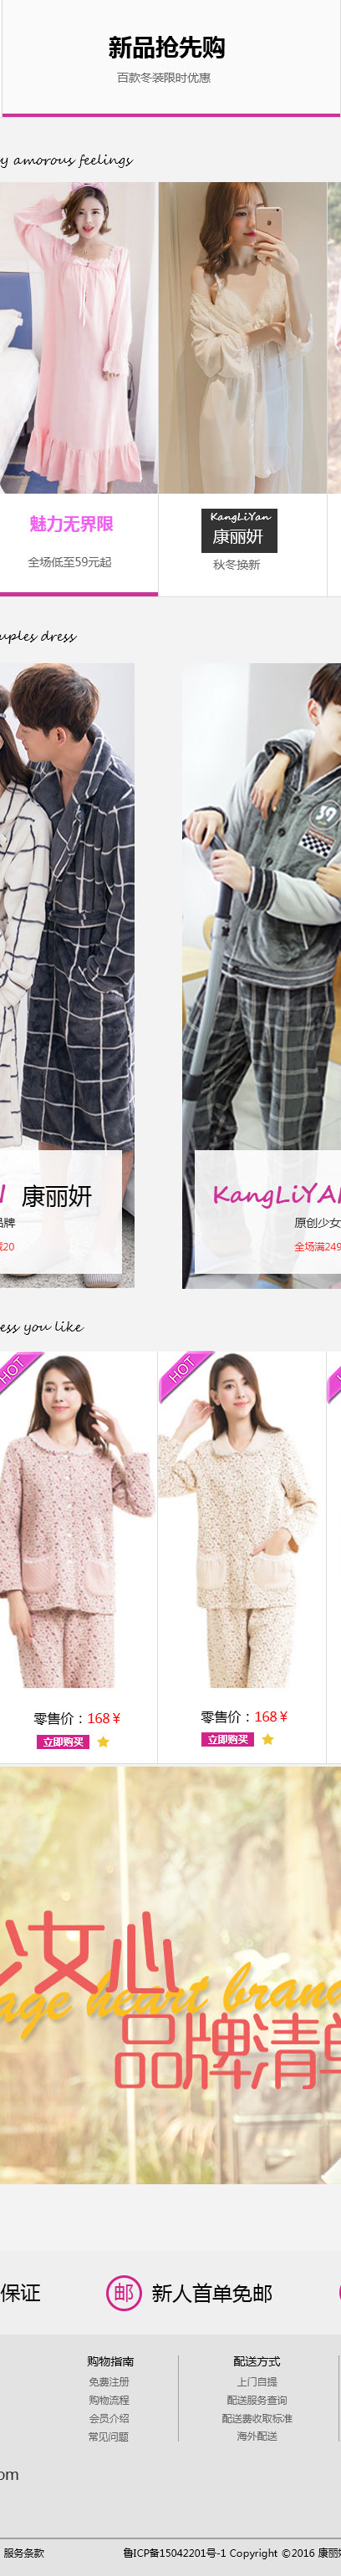 新品抢先购
百款冬装限时优惠
y amorous feelings
魅力无界限
全场低至59元起
KangLiYan
康丽妍
秋冬换新
uples dress
39
康丽妍
品牌
减20
KangLiYA
原创少女
全场满249
ess you like
HOT
HOT
零售价：168￥
零售价：168￥
立即购买
立即购买
女心
age heart brand
品牌清单
保证
邮 新人首单免邮
购物指南
免费注册
购物流程
会员介绍
常见问题
配送方式
上门自提
配送服务查询
配送费收取标准
海外配送
om
服务条款
鲁ICP备15042201号-1 Copyright ©2016 康丽